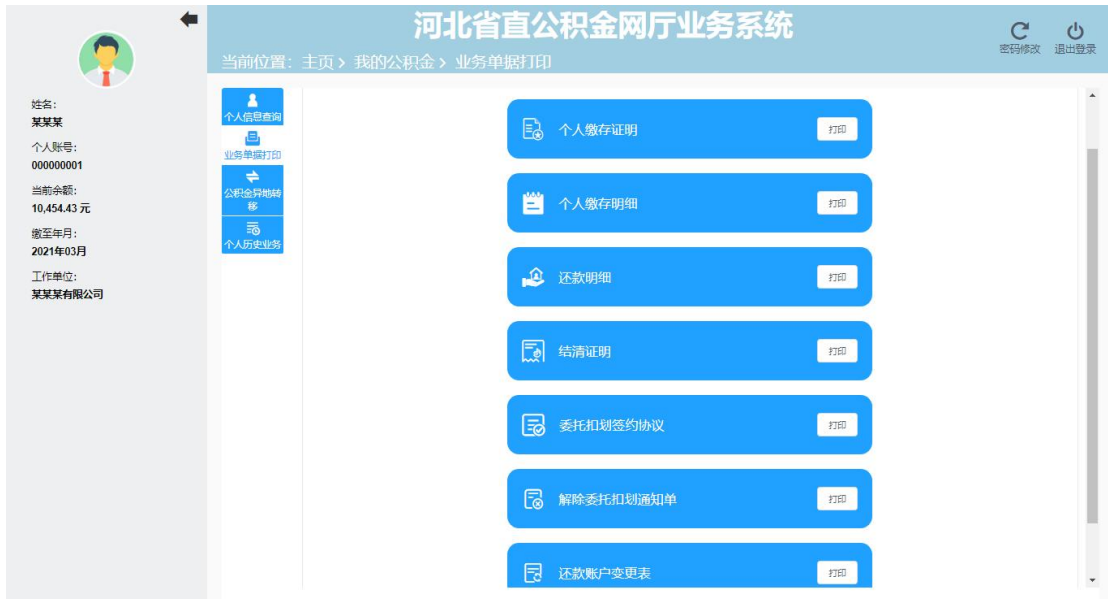 河北省直公积金网厅业务系统
密码修改 退出登录
当前位置：主页 > 我的公积金 > 业务单据打印
姓名：
某某某
个人账号：
000000001
当前余额：
10,454.43 元
缴至年月：
2021年03月
工作单位：
某某某有限公司
个人信息查询
业务单据打印
公积金异地转
移
个人历史业务
个人缴存证明 打印
个人缴存明细 打印
还款明细 打印
结清证明 打印
委托扣划签约协议 打印
解除委托扣划通知单 打印
还款账户变更表 打印